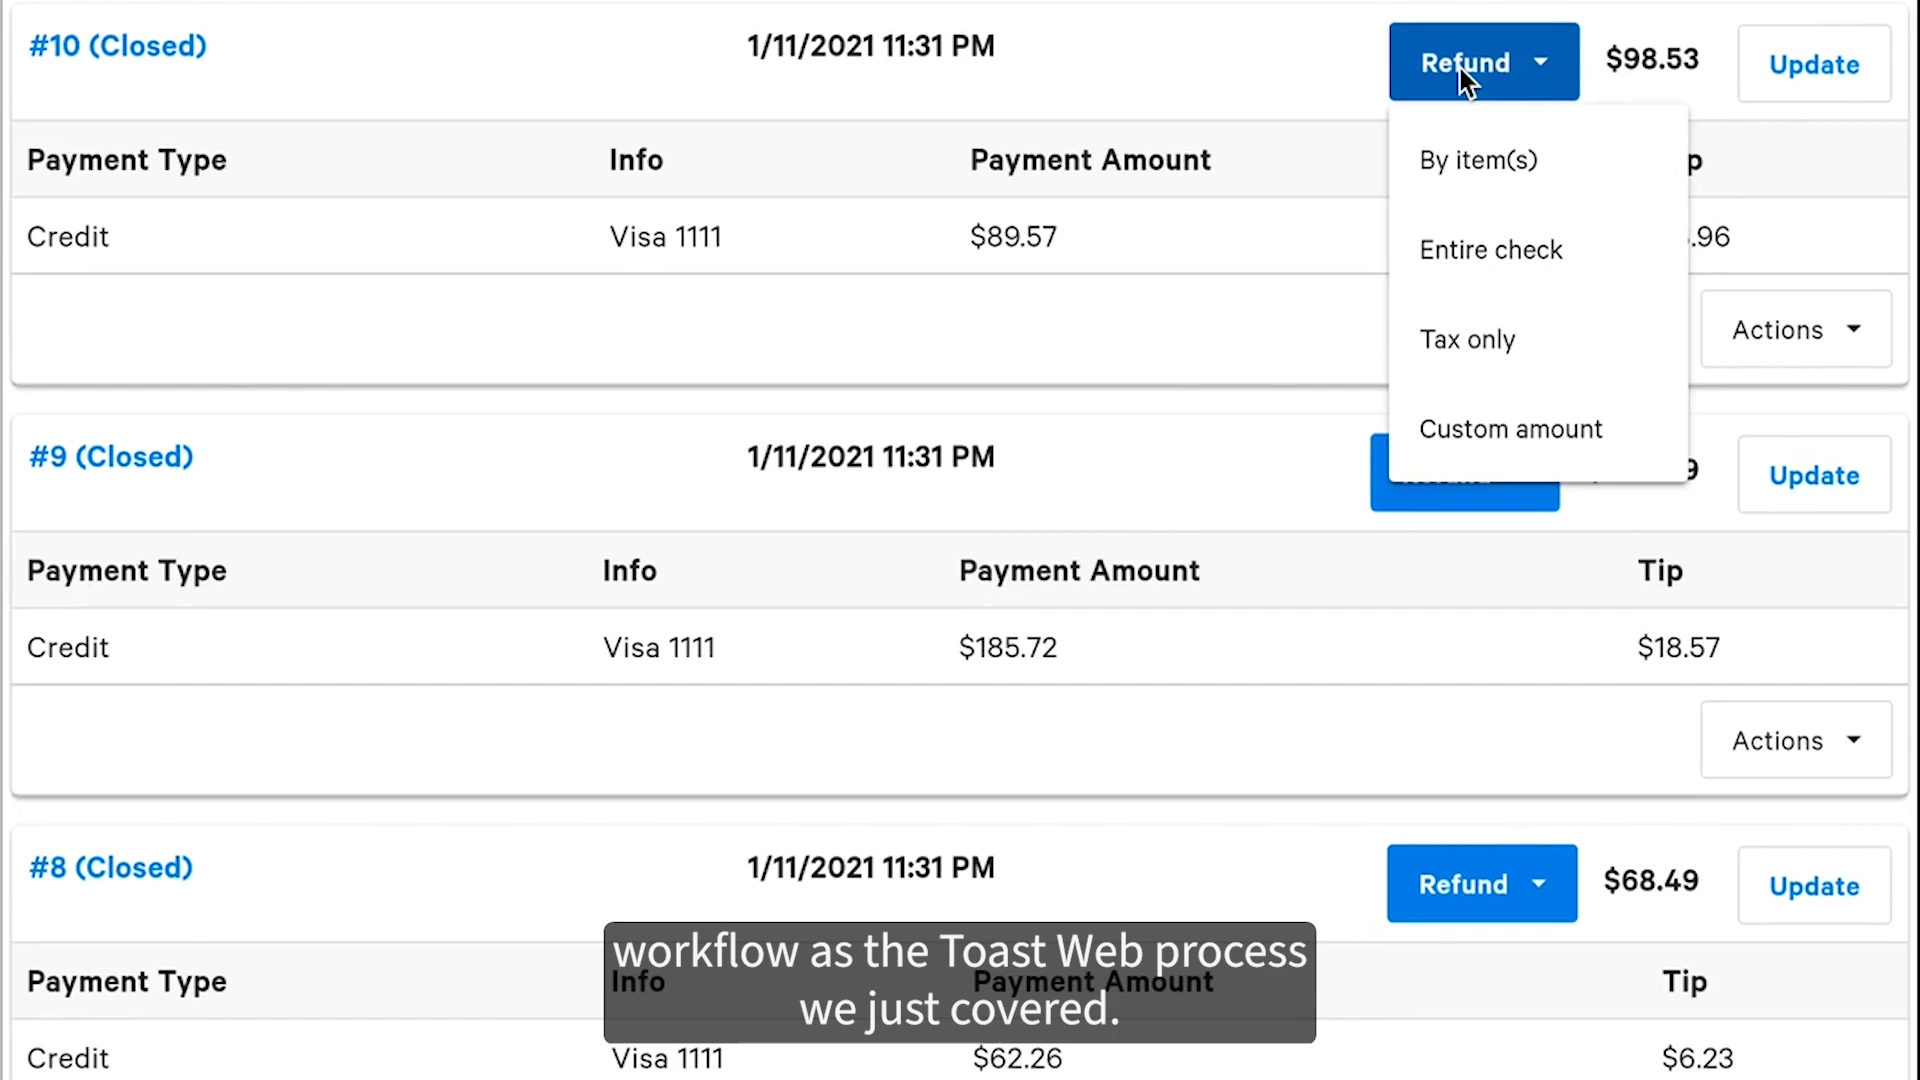 #10 (Closed) 1/11/2021 11:31 PM Refund $98.53 Update
Payment Type Info Payment Amount
By item(s)
Credit Visa 1111 $89.57 .96
Entire check
Actions
Tax only
Custom amount
#9 (Closed) 1/11/2021 11:31 PM 9 Update
Payment Type Info Payment Amount Tip
Credit Visa 1111 $185.72 $18.57
Actions
#8 (Closed) 1/11/2021 11:31 PM Refund $68.49 Update
workflow as the Toast Web process
Payment Type Info Payment Amount Tip
we just covered.
Credit Visa 1111 $62.26 $6.23